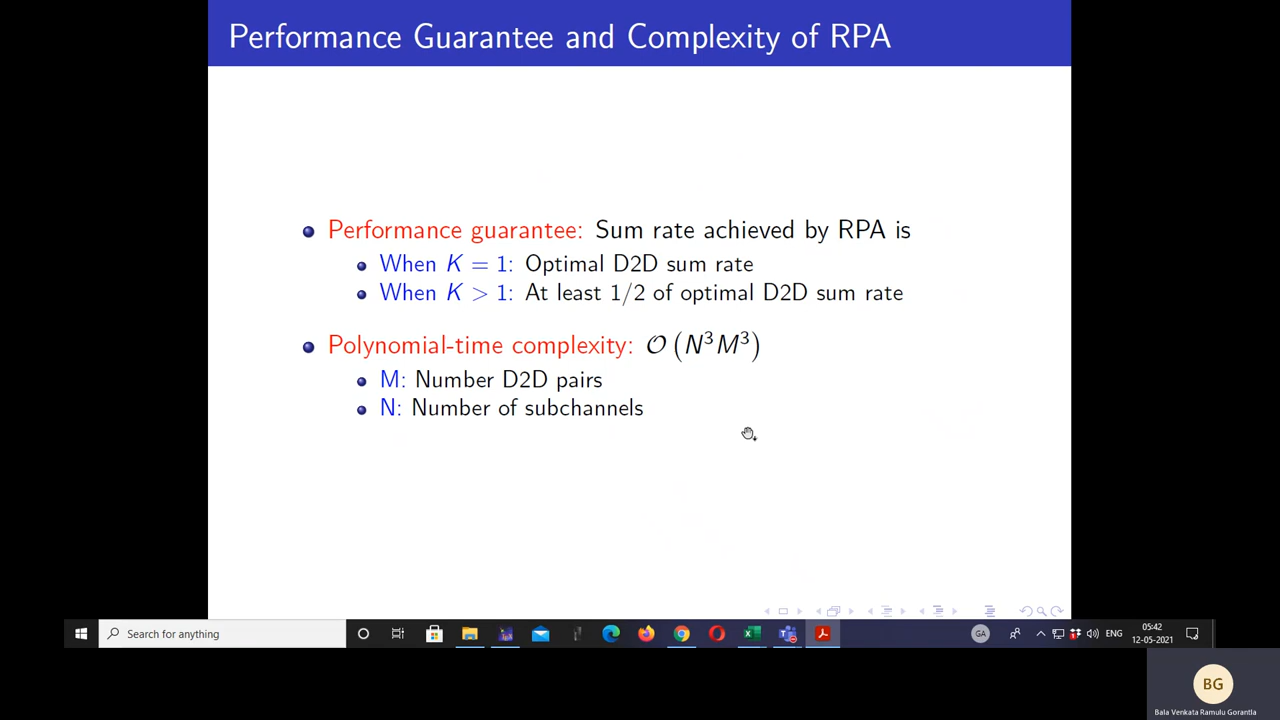 Performance Guarantee and Complexity of RPA
Performance guarantee: Sum rate achieved by RPA is
When K = 1: Optimal D2D sum rate
When K > 1: At least 1/2 of optimal D2D sum rate
Polynomial-time complexity: 𝒪 (N³M³)
M: Number D2D pairs
N: Number of subchannels
Search for anything
GA
ENG
05:42
12-05-2021
BG
Bala Venkata Ramulu Gorantla